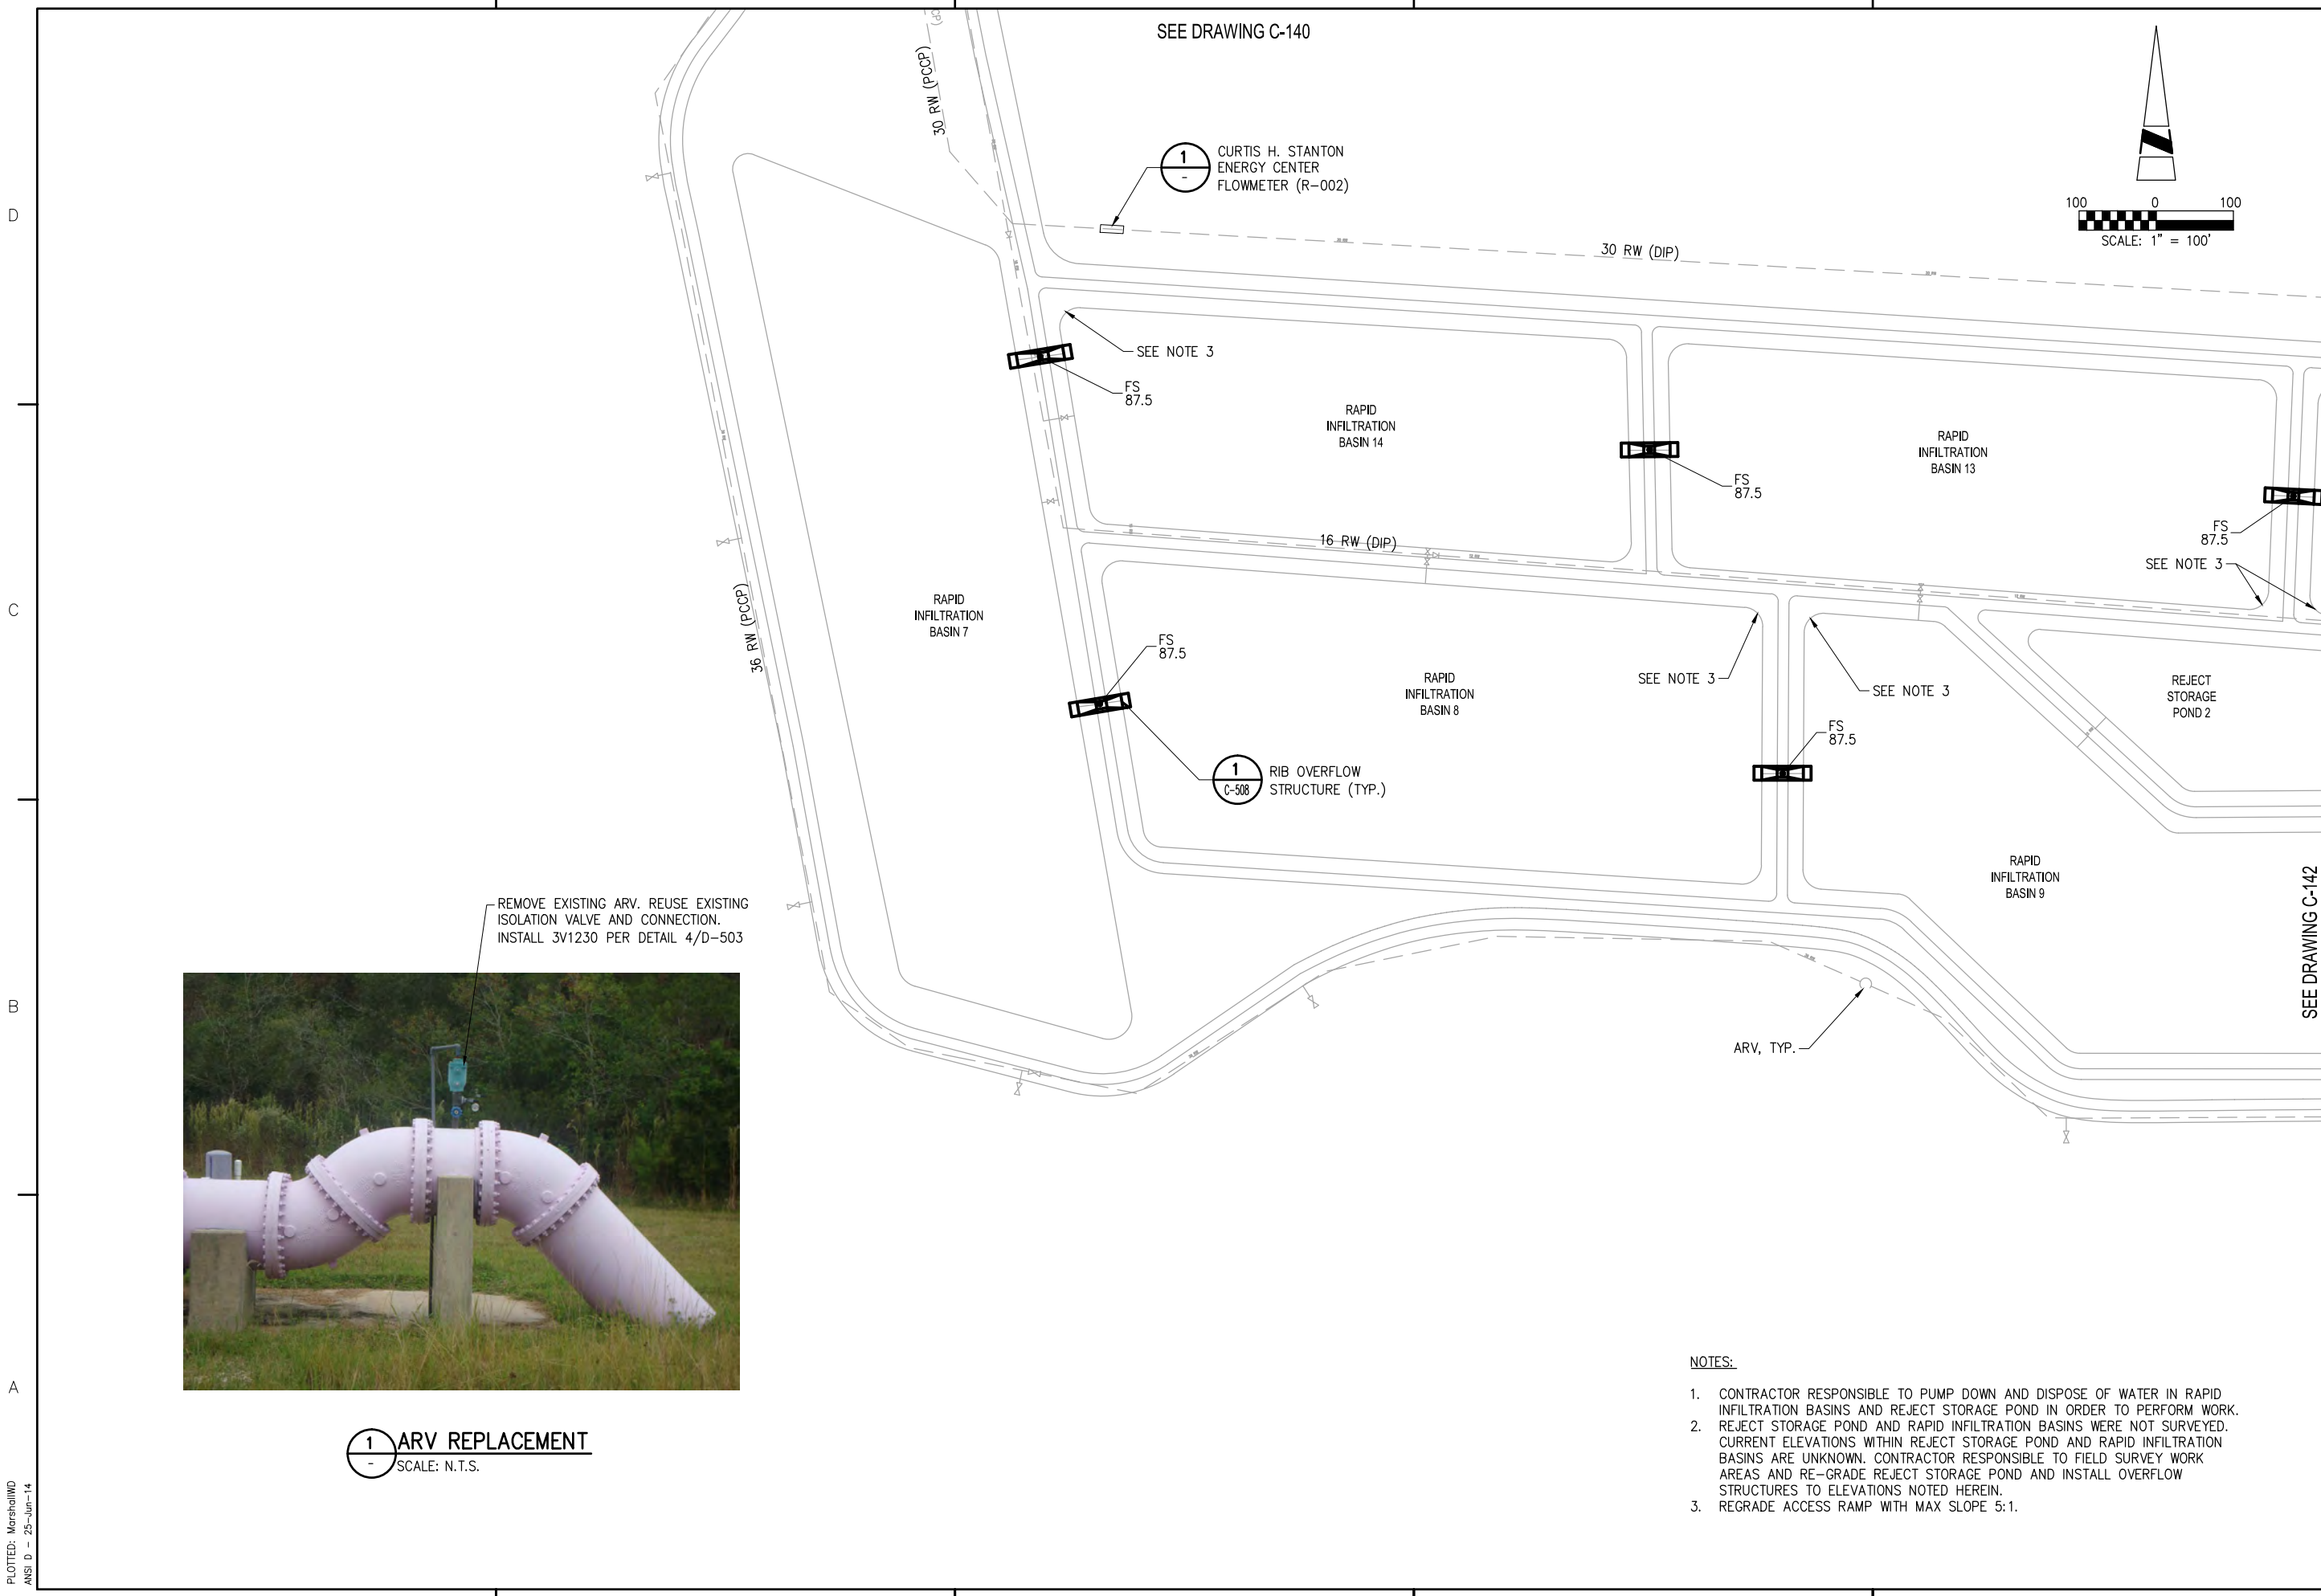 SEE DRAWING C-140
30 RW (PCCP)
1
-
CURTIS H. STANTON
ENERGY CENTER
FLOWMETER (R-002)
100 0 100
SCALE: 1" = 100'
D
30 RW (DIP)
SEE NOTE 3
FS
87.5
RAPID
INFILTRATION
BASIN 14
RAPID
INFILTRATION
BASIN 13
FS
87.5
FS
87.5
SEE NOTE 3
16 RW (DIP)
C
36 RW (PCCP)
RAPID
INFILTRATION
BASIN 7
FS
87.5
RAPID
INFILTRATION
BASIN 8
SEE NOTE 3
SEE NOTE 3
REJECT
STORAGE
POND 2
FS
87.5
1
C-508
RIB OVERFLOW
STRUCTURE (TYP.)
RAPID
INFILTRATION
BASIN 9
SEE DRAWING C-142
REMOVE EXISTING ARV. REUSE EXISTING
ISOLATION VALVE AND CONNECTION.
INSTALL 3V1230 PER DETAIL 4/D-503
B
ARV, TYP.
A
1
-
ARV REPLACEMENT
SCALE: N.T.S.
NOTES:
1. CONTRACTOR RESPONSIBLE TO PUMP DOWN AND DISPOSE OF WATER IN RAPID
INFILTRATION BASINS AND REJECT STORAGE POND IN ORDER TO PERFORM WORK.
2. REJECT STORAGE POND AND RAPID INFILTRATION BASINS WERE NOT SURVEYED.
CURRENT ELEVATIONS WITHIN REJECT STORAGE POND AND RAPID INFILTRATION
BASINS ARE UNKNOWN. CONTRACTOR RESPONSIBLE TO FIELD SURVEY WORK
AREAS AND RE-GRADE REJECT STORAGE POND AND INSTALL OVERFLOW
STRUCTURES TO ELEVATIONS NOTED HEREIN.
3. REGRADE ACCESS RAMP WITH MAX SLOPE 5:1.
PLOTTED: MarshallWD
ANSI D - 25-Jun-14